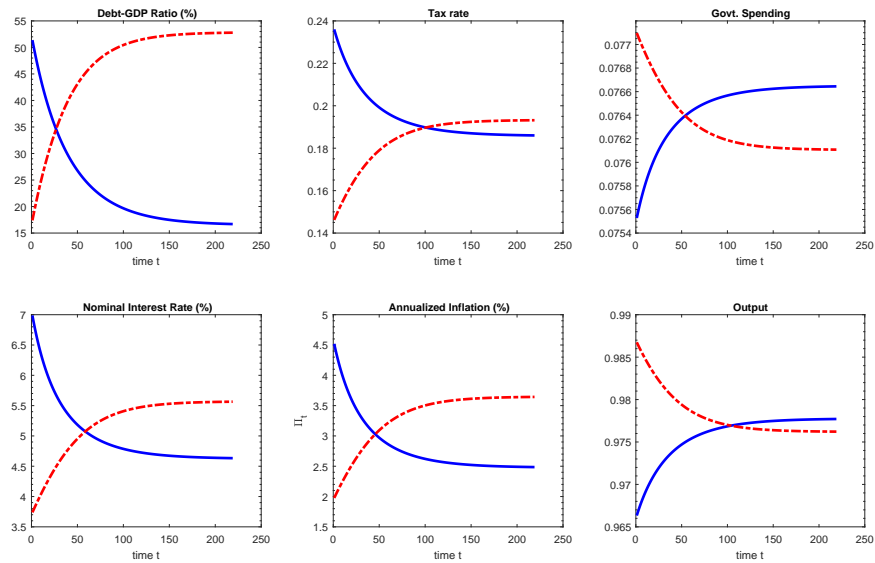 Debt-GDP Ratio (%)
55
50
45
40
35
30
25
20
15
0 50 100 150 200 250
time t
Tax rate
0.24
0.22
0.2
0.18
0.16
0.14
0 50 100 150 200 250
time t
Govt. Spending
0.077
0.0768
0.0766
0.0764
0.0762
0.076
0.0758
0.0756
0.0754
0 50 100 150 200 250
time t
Nominal Interest Rate (%)
7
6.5
6
5.5
5
4.5
4
3.5
0 50 100 150 200 250
time t
Annualized Inflation (%)
5
4.5
4
3.5
3
2.5
2
1.5
Π_t
0 50 100 150 200 250
time t
Output
0.99
0.985
0.98
0.975
0.97
0.965
0 50 100 150 200 250
time t